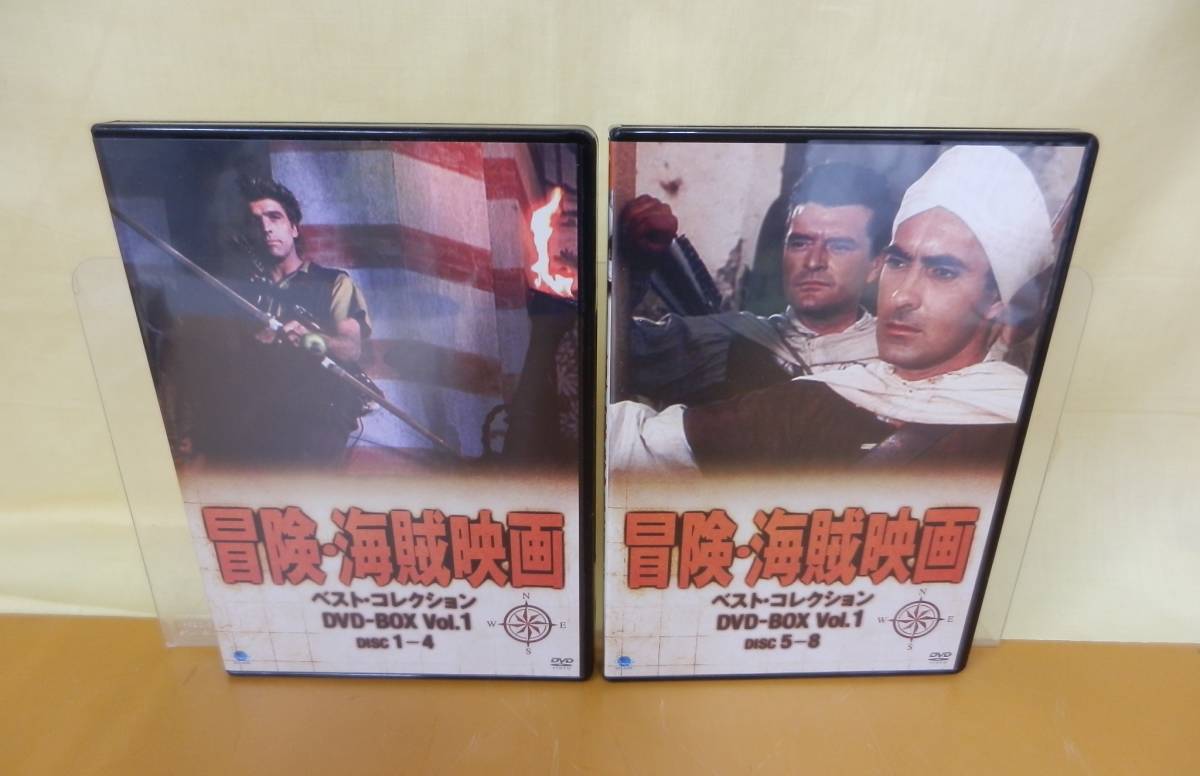 冒険・海賊映画
ベスト・コレクション
DVD-BOX Vol.1
DISC 1-4
N
W E
S
DVD
冒険・海賊映画
ベスト・コレクション
DVD-BOX Vol.1
DISC 5-8
N
W E
S
DVD